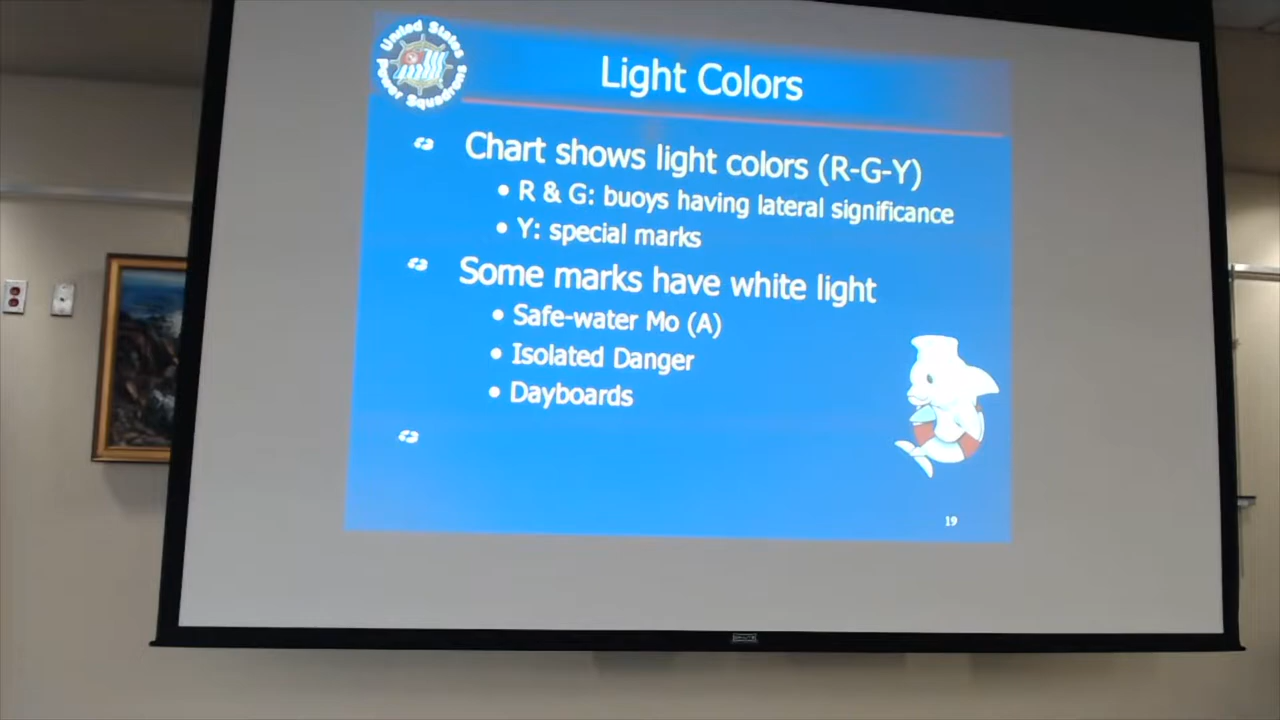 United States
Power Squadrons
Light Colors
Chart shows light colors (R-G-Y)
• R & G: buoys having lateral significance
• Y: special marks
Some marks have white light
• Safe-water Mo (A)
• Isolated Danger
• Dayboards
19